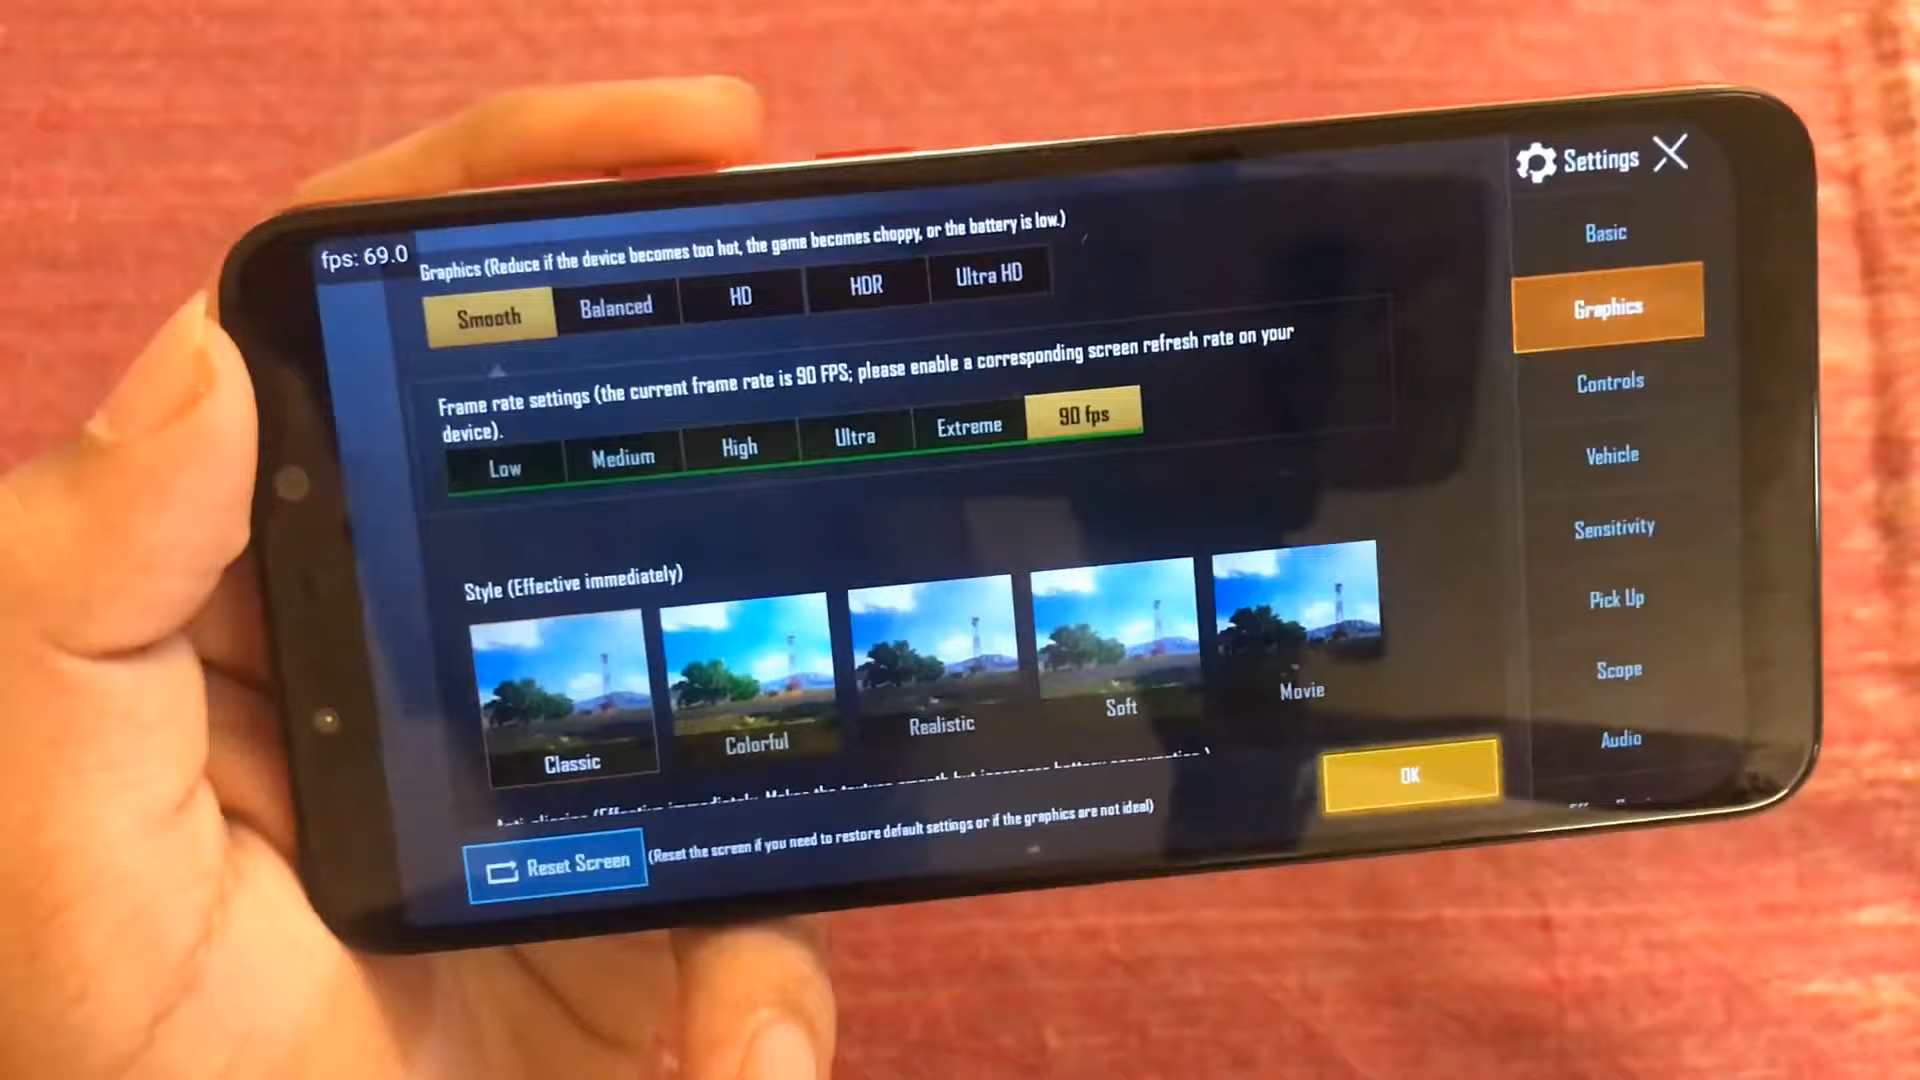 fps: 69.0
Settings
Graphics (Reduce if the device becomes too hot, the game becomes choppy, or the battery is low.)
Smooth
Balanced
HD
HDR
Ultra HD
Frame rate settings (the current frame rate is 90 FPS; please enable a corresponding screen refresh rate on your
device).
Low
Medium
High
Ultra
Extreme
90 fps
Style (Effective immediately)
Classic
Colorful
Realistic
Soft
Movie
OK
Reset Screen
(Reset the screen if you need to restore default settings or if the graphics are not ideal)
Basic
Graphics
Controls
Vehicle
Sensitivity
Pick Up
Scope
Audio